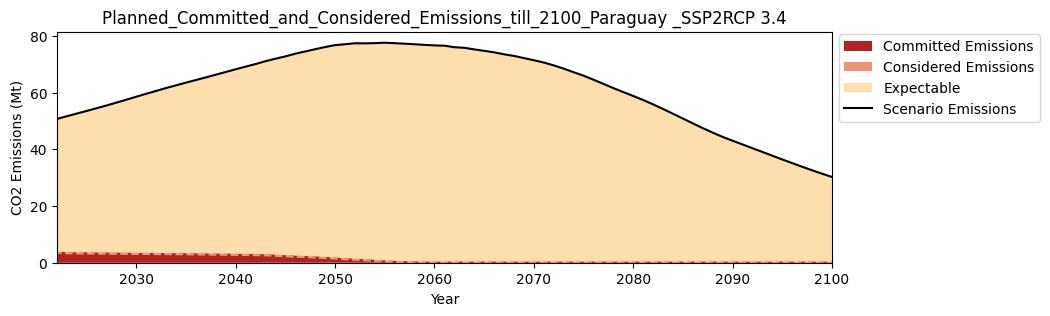 Planned_Committed_and_Considered_Emissions_till_2100_Paraguay _SSP2RCP 3.4
80
60
40
20
0
CO2 Emissions (Mt)
2030 2040 2050 2060 2070 2080 2090 2100
Year
Committed Emissions
Considered Emissions
Expectable
Scenario Emissions